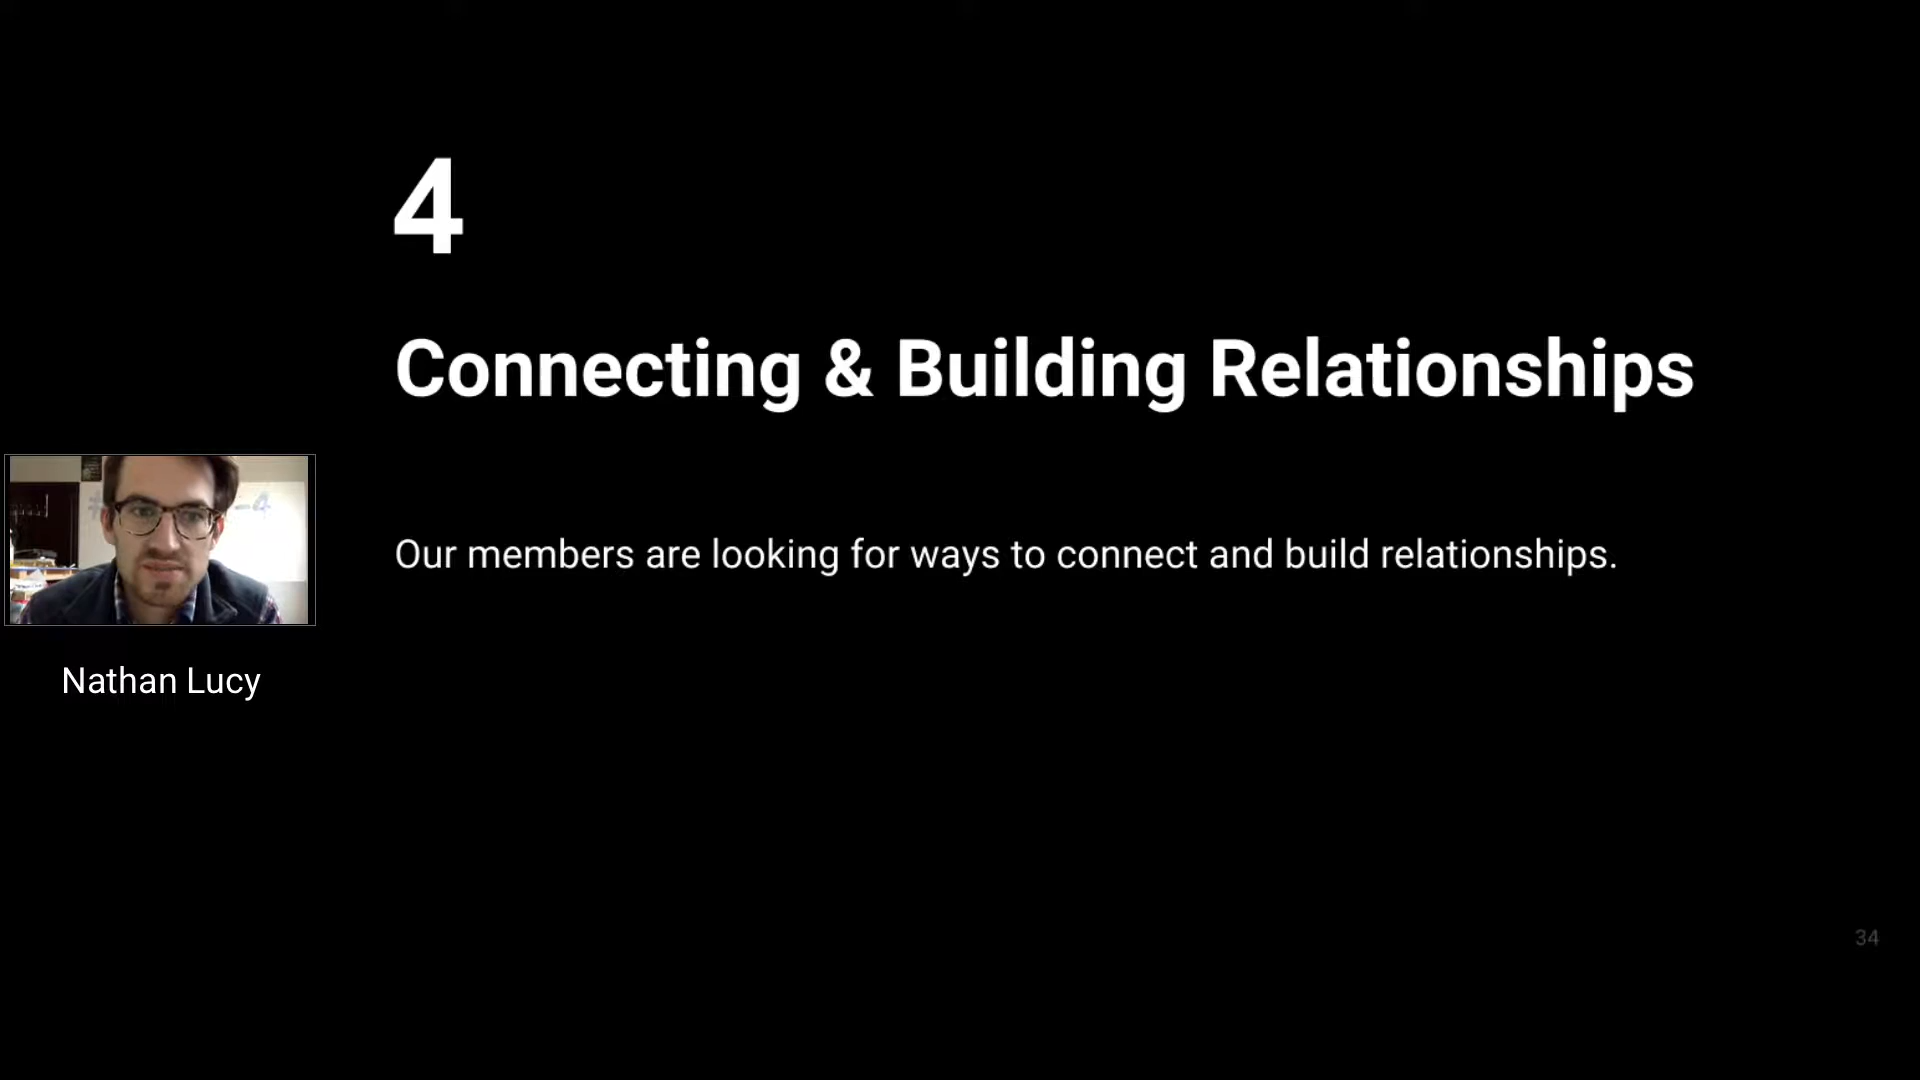 4
Connecting & Building Relationships
Our members are looking for ways to connect and build relationships.
Nathan Lucy
34